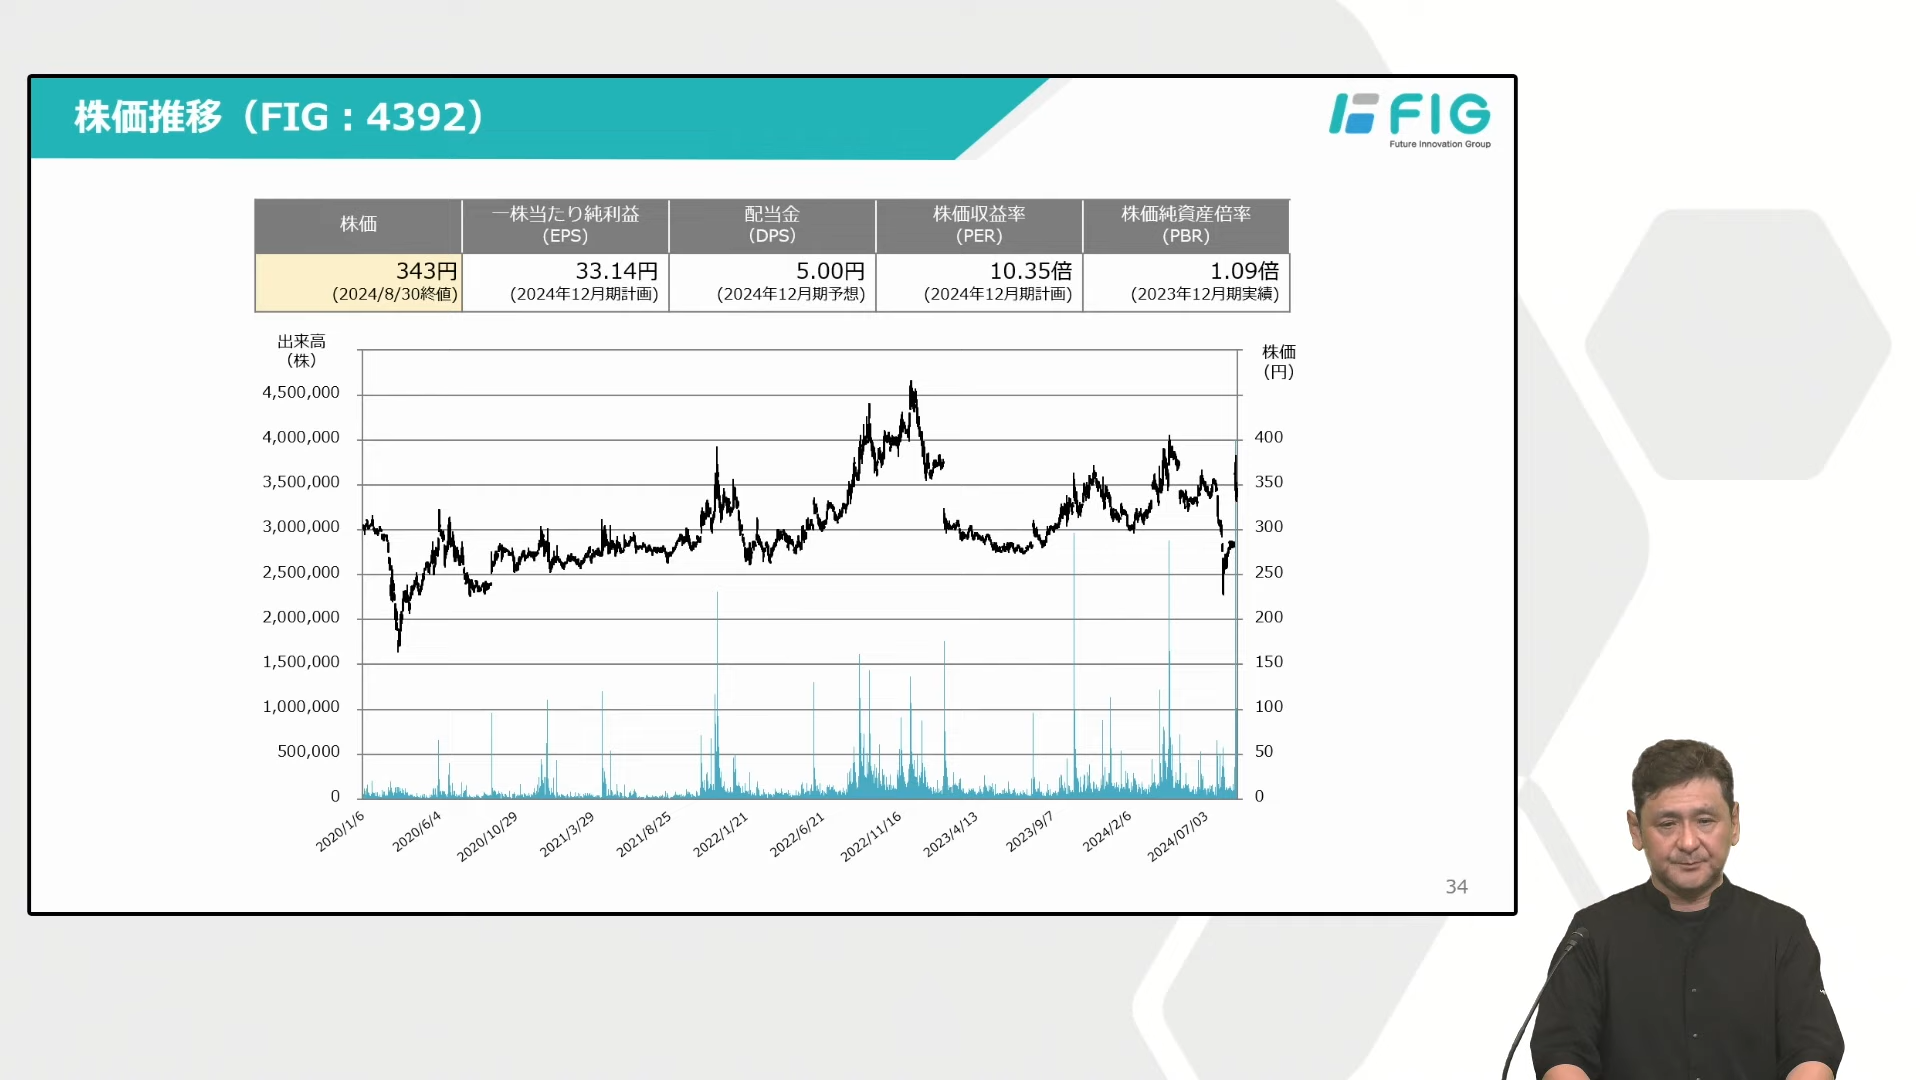 株価推移（FIG：4392）
FIG
Future Innovation Group
株価
一株当たり純利益
(EPS)
配当金
(DPS)
株価収益率
(PER)
株価純資産倍率
(PBR)
343円
(2024/8/30終値)
33.14円
(2024年12月期計画)
5.00円
(2024年12月期予想)
10.35倍
(2024年12月期計画)
1.09倍
(2023年12月期実績)
出来高
（株）
株価
(円)
4,500,000
4,000,000
3,500,000
3,000,000
2,500,000
2,000,000
1,500,000
1,000,000
500,000
0
400
350
300
250
200
150
100
50
0
2020/1/6
2020/6/4
2020/10/29
2021/3/29
2021/8/25
2022/1/21
2022/6/21
2022/11/16
2023/4/13
2023/9/7
2024/2/6
2024/07/03
34